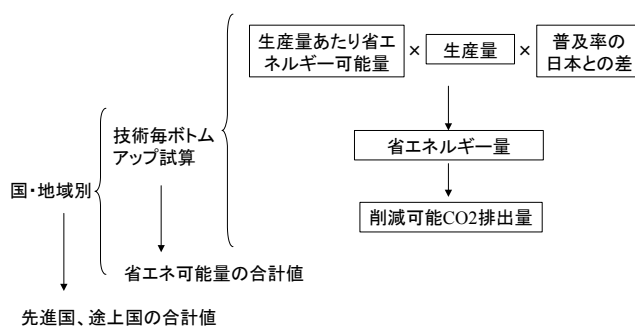 生産量あたり省エ
ネルギー可能量
×
生産量
×
普及率の
日本との差
技術毎ボトム
アップ試算
省エネルギー量
国・地域別
削減可能CO2排出量
省エネ可能量の合計値
先進国、途上国の合計値